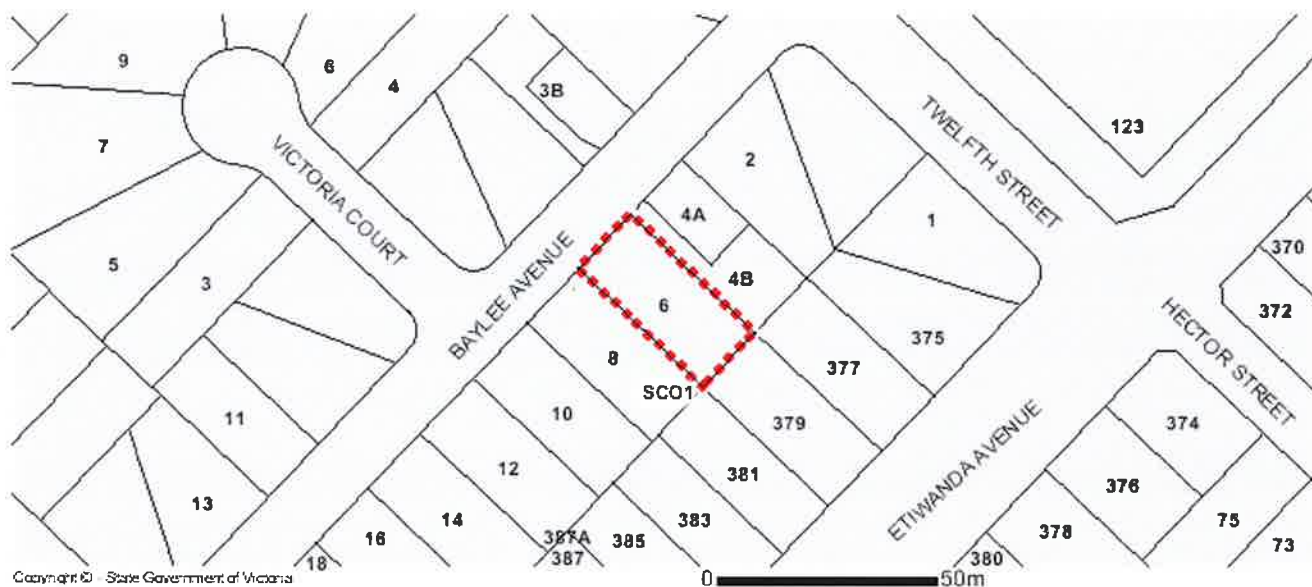 9
6
4
3B
7
VICTORIA COURT
2
TWELFTH STREET
123
4A
1
5
3
BAYLEE AVENUE
6
4B
370
372
HECTOR STREET
375
377
8
SCO1
379
10
11
12
381
ETIWANDA AVENUE
374
376
13
14
16
18
383
385
387A
387
378
380
75
73
Copyright © - State Government of Victoria
0 50m